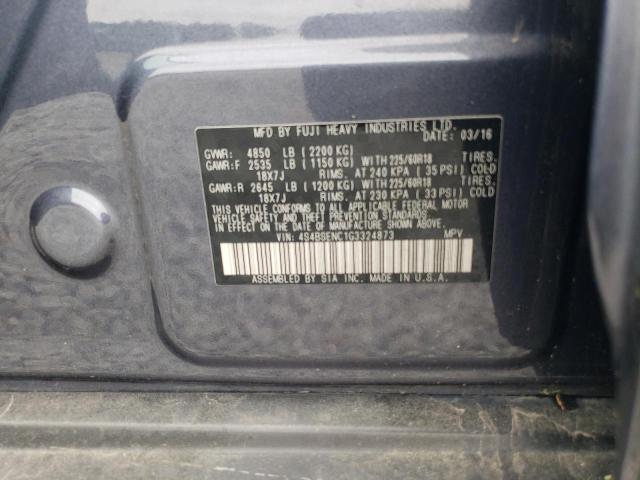 MFD BY FUJI HEAVY INDUSTRIES LTD.
DATE: 03/16
GVWR: 4850 LB (2200 KG)
GAWR:F 2535 LB (1150 KG) WITH 225/60R18 TIRES.
18X7J RIMS. AT 240 KPA (35 PSI) COLD
GAWR:R 2645 LB (1200 KG) WITH 225/60R18 TIRES.
18X7J RIMS. AT 230 KPA (33 PSI) COLD
THIS VEHICLE CONFORMS TO ALL APPLICABLE FEDERAL MOTOR
VEHICLE SAFETY AND THEFT PREVENTION STANDARDS
IN EFFECT ON THE DATE OF MANUFACTURE SHOWN ABOVE.
VIN: 4S4BSENC1G3324873 MPV
ASSEMBLED BY SIA INC. MADE IN U.S.A.